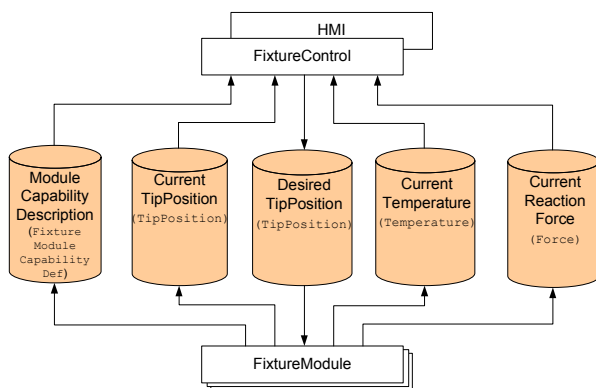 HMI
FixtureControl
Module
Capability
Description
(Fixture
Module
Capability
Def)
Current
TipPosition
(TipPosition)
Desired
TipPosition
(TipPosition)
Current
Temperature
(Temperature)
Current
Reaction
Force
(Force)
FixtureModule